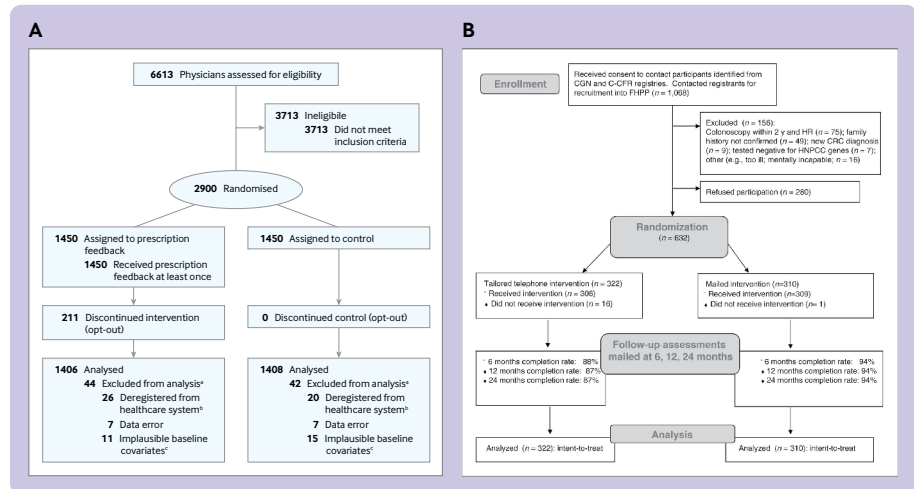 A
6613 Physicians assessed for eligibility
3713 Ineligibile
3713 Did not meet
inclusion criteria
2900 Randomised
1450 Assigned to prescription
feedback
1450 Received prescription
feedback at least once
1450 Assigned to control
211 Discontinued intervention
(opt-out)
0 Discontinued control (opt-out)
1406 Analysed
44 Excluded from analysisᵃ
26 Deregistered from
healthcare systemᵇ
7 Data error
11 Implausible baseline
covariatesᶜ
1408 Analysed
42 Excluded from analysisᵃ
20 Deregistered from
healthcare systemᵇ
7 Data error
15 Implausible baseline
covariatesᶜ
B
Enrollment
Received consent to contact participants identified from
CGN and C-CFR registries. Contacted registrants for
recruitment into FHPP (n = 1,068)
Excluded (n = 156):
Colonoscopy within 2 y and HR (n = 75); family
history not confirmed (n = 49); new CRC diagnosis
(n = 9); tested negative for HNPCC genes (n = 7);
other (e.g., too ill; mentally incapable; n = 16)
Refused participation (n = 280)
Randomization
(n = 632)
Tailored telephone intervention (n = 322)
Received intervention (n = 306)
♦ Did not receive intervention (n = 16)
Mailed intervention (n=310)
Received intervention (n=309)
♦ Did not receive intervention (n= 1)
Follow-up assessments
mailed at 6, 12, 24 months
6 months completion rate: 88%
♦ 12 months completion rate: 87%
♦ 24 months completion rate: 87%
6 months completion rate: 94%
♦ 12 months completion rate: 94%
♦ 24 months completion rate: 94%
Analysis
Analyzed (n = 322): intent-to-treat
Analyzed (n = 310): intent-to-treat